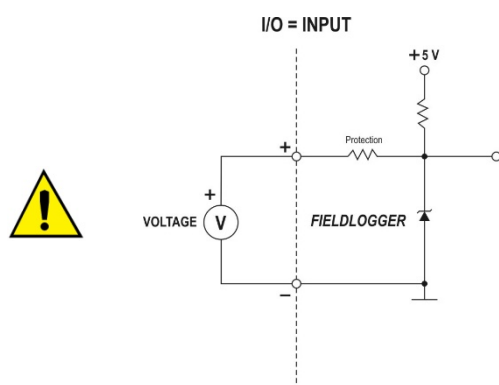 I/O = INPUT
+5 V
+
Protection
+
VOLTAGE
V
FIELDLOGGER
−